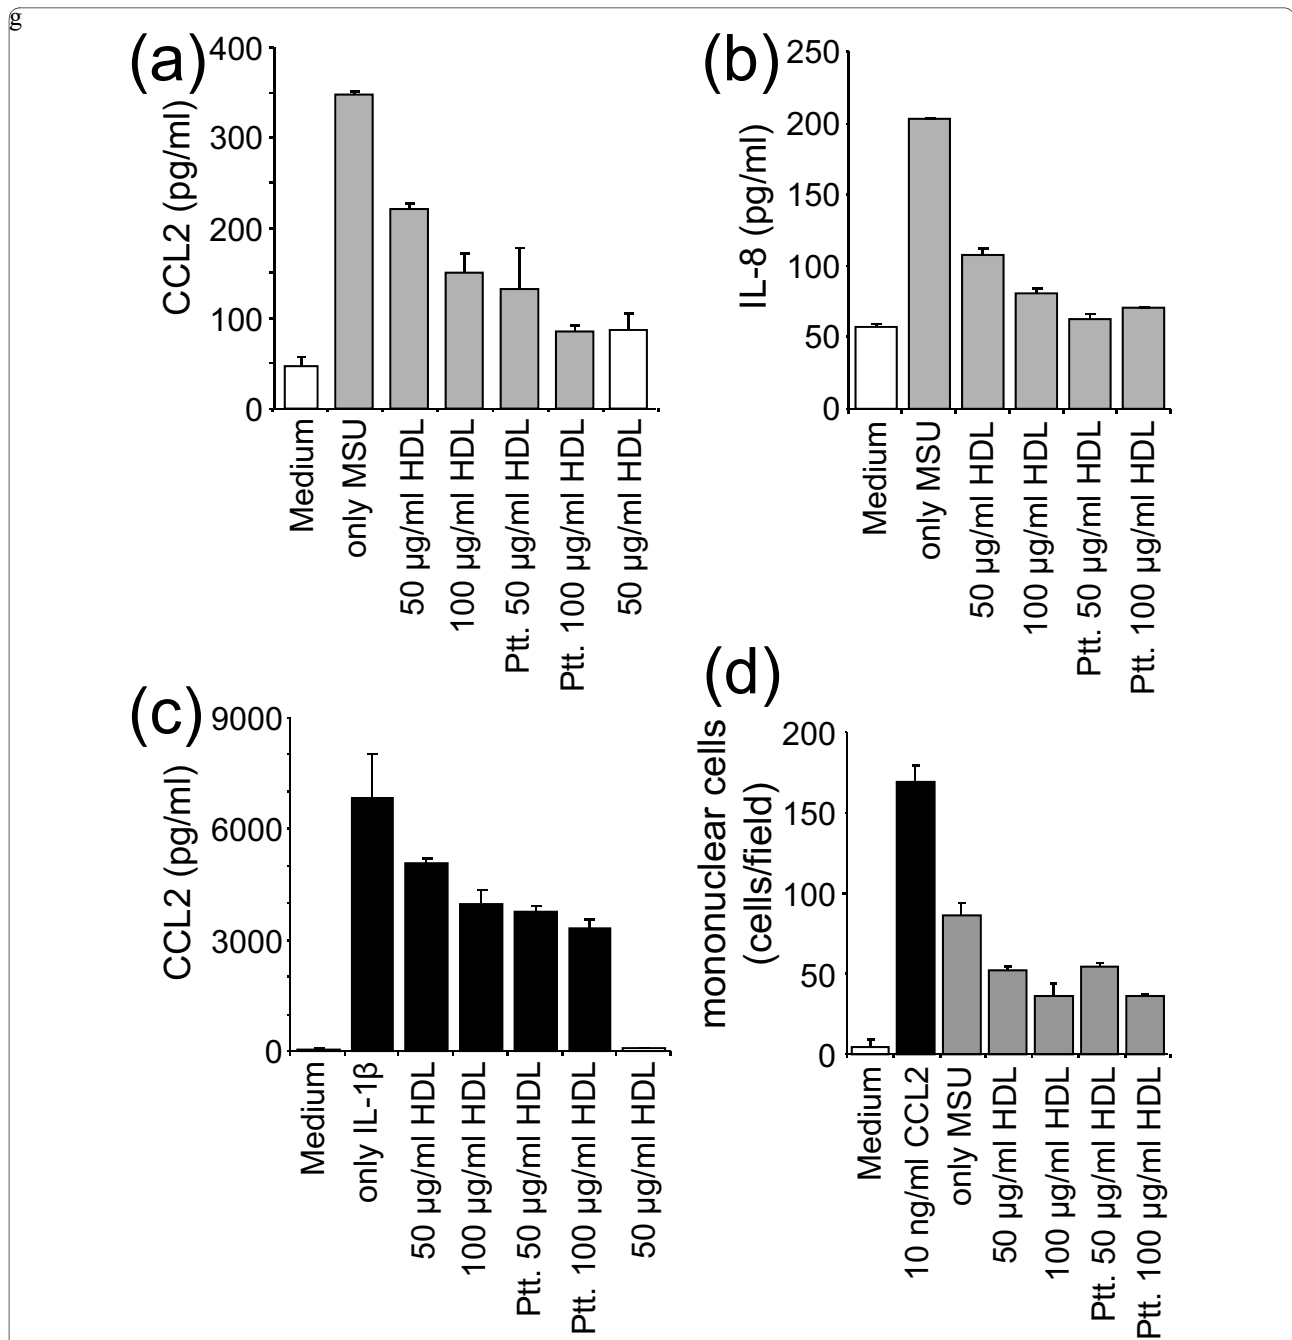 g
(a)
CCL2 (pg/ml)
400
300
200
100
0
Medium
only MSU
50 µg/ml HDL
100 µg/ml HDL
Ptt. 50 µg/ml HDL
Ptt. 100 µg/ml HDL
50 µg/ml HDL
(b)
IL-8 (pg/ml)
250
200
150
100
50
0
Medium
only MSU
50 µg/ml HDL
100 µg/ml HDL
Ptt. 50 µg/ml HDL
Ptt. 100 µg/ml HDL
(c)
CCL2 (pg/ml)
9000
6000
3000
0
Medium
only IL-1β
50 µg/ml HDL
100 µg/ml HDL
Ptt. 50 µg/ml HDL
Ptt. 100 µg/ml HDL
50 µg/ml HDL
(d)
mononuclear cells
(cells/field)
200
150
100
50
0
Medium
10 ng/ml CCL2
only MSU
50 µg/ml HDL
100 µg/ml HDL
Ptt. 50 µg/ml HDL
Ptt. 100 µg/ml HDL